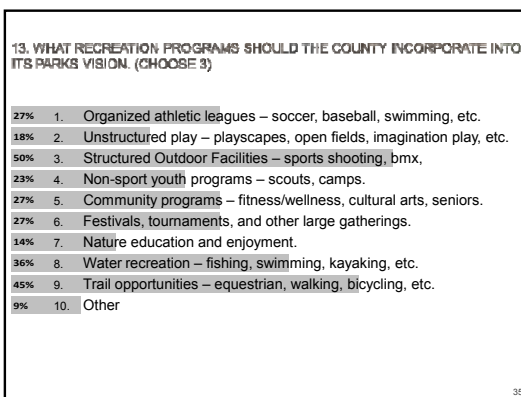 13. WHAT RECREATION PROGRAMS SHOULD THE COUNTY INCORPORATE INTO
ITS PARKS VISION. (CHOOSE 3)
27% 1. Organized athletic leagues – soccer, baseball, swimming, etc.
18% 2. Unstructured play – playscapes, open fields, imagination play, etc.
50% 3. Structured Outdoor Facilities – sports shooting, bmx,
23% 4. Non-sport youth programs – scouts, camps.
27% 5. Community programs – fitness/wellness, cultural arts, seniors.
27% 6. Festivals, tournaments, and other large gatherings.
14% 7. Nature education and enjoyment.
36% 8. Water recreation – fishing, swimming, kayaking, etc.
45% 9. Trail opportunities – equestrian, walking, bicycling, etc.
9% 10. Other
35